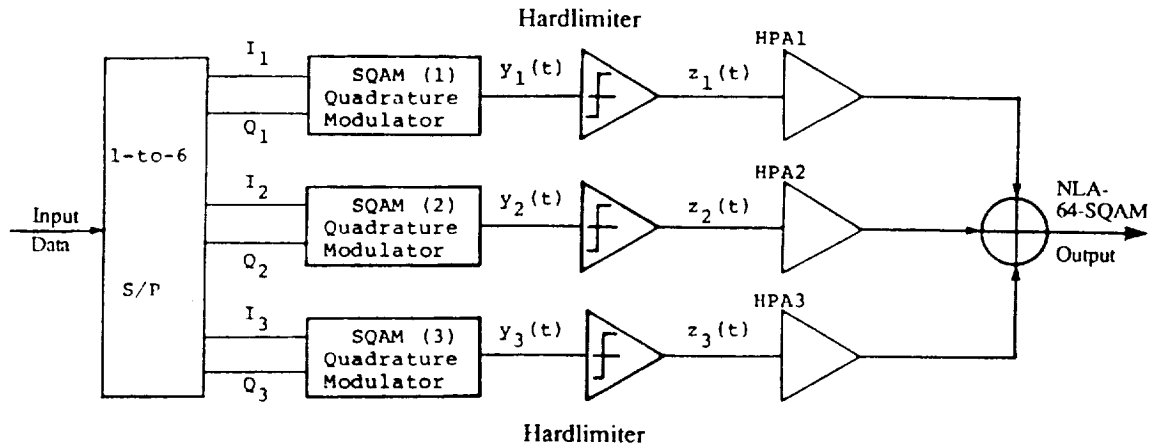 Hardlimiter
HPA1
I1
SQAM (1)
Quadrature
Modulator
y1(t)
z1(t)
Q1
1-to-6
HPA2
I2
SQAM (2)
Quadrature
Modulator
y2(t)
z2(t)
NLA-
64-SQAM
Input
Data
Output
Q2
S/P
HPA3
I3
SQAM (3)
Quadrature
Modulator
y3(t)
z3(t)
Q3
Hardlimiter